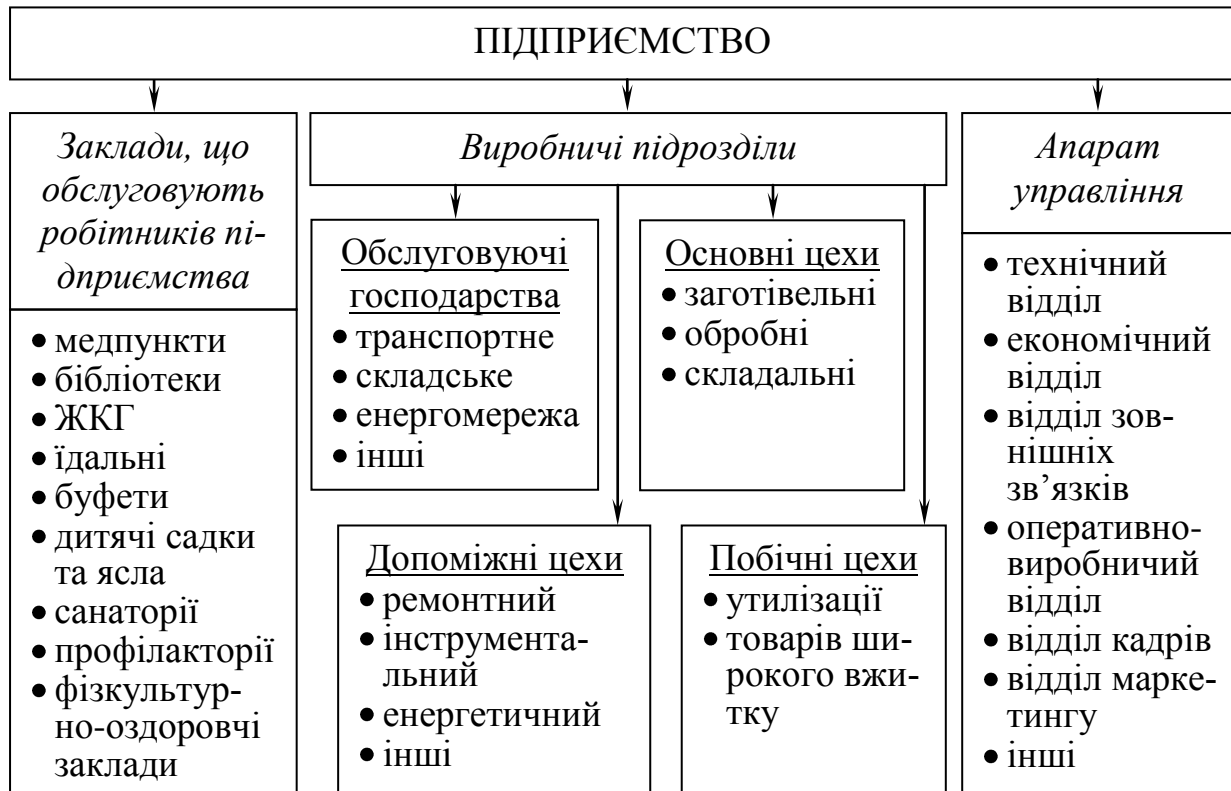 ПІДПРИЄМСТВО
Заклади, що
обслуговують
робітників пі-
дприємства
• медпункти
• бібліотеки
• ЖКГ
• їдальні
• буфети
• дитячі садки
та ясла
• санаторії
• профілакторії
• фізкультур-
но-оздоровчі
заклади
Виробничі підрозділи
Обслуговуючі
господарства
• транспортне
• складське
• енергомережа
• інші
Основні цехи
• заготівельні
• обробні
• складальні
Допоміжні цехи
• ремонтний
• інструмента-
льний
• енергетичний
• інші
Побічні цехи
• утилізації
• товарів ши-
рокого вжи-
тку
Апарат
управління
• технічний
відділ
• економічний
відділ
• відділ зов-
нішніх
зв’язків
• оперативно-
виробничий
відділ
• відділ кадрів
• відділ марке-
тингу
• інші